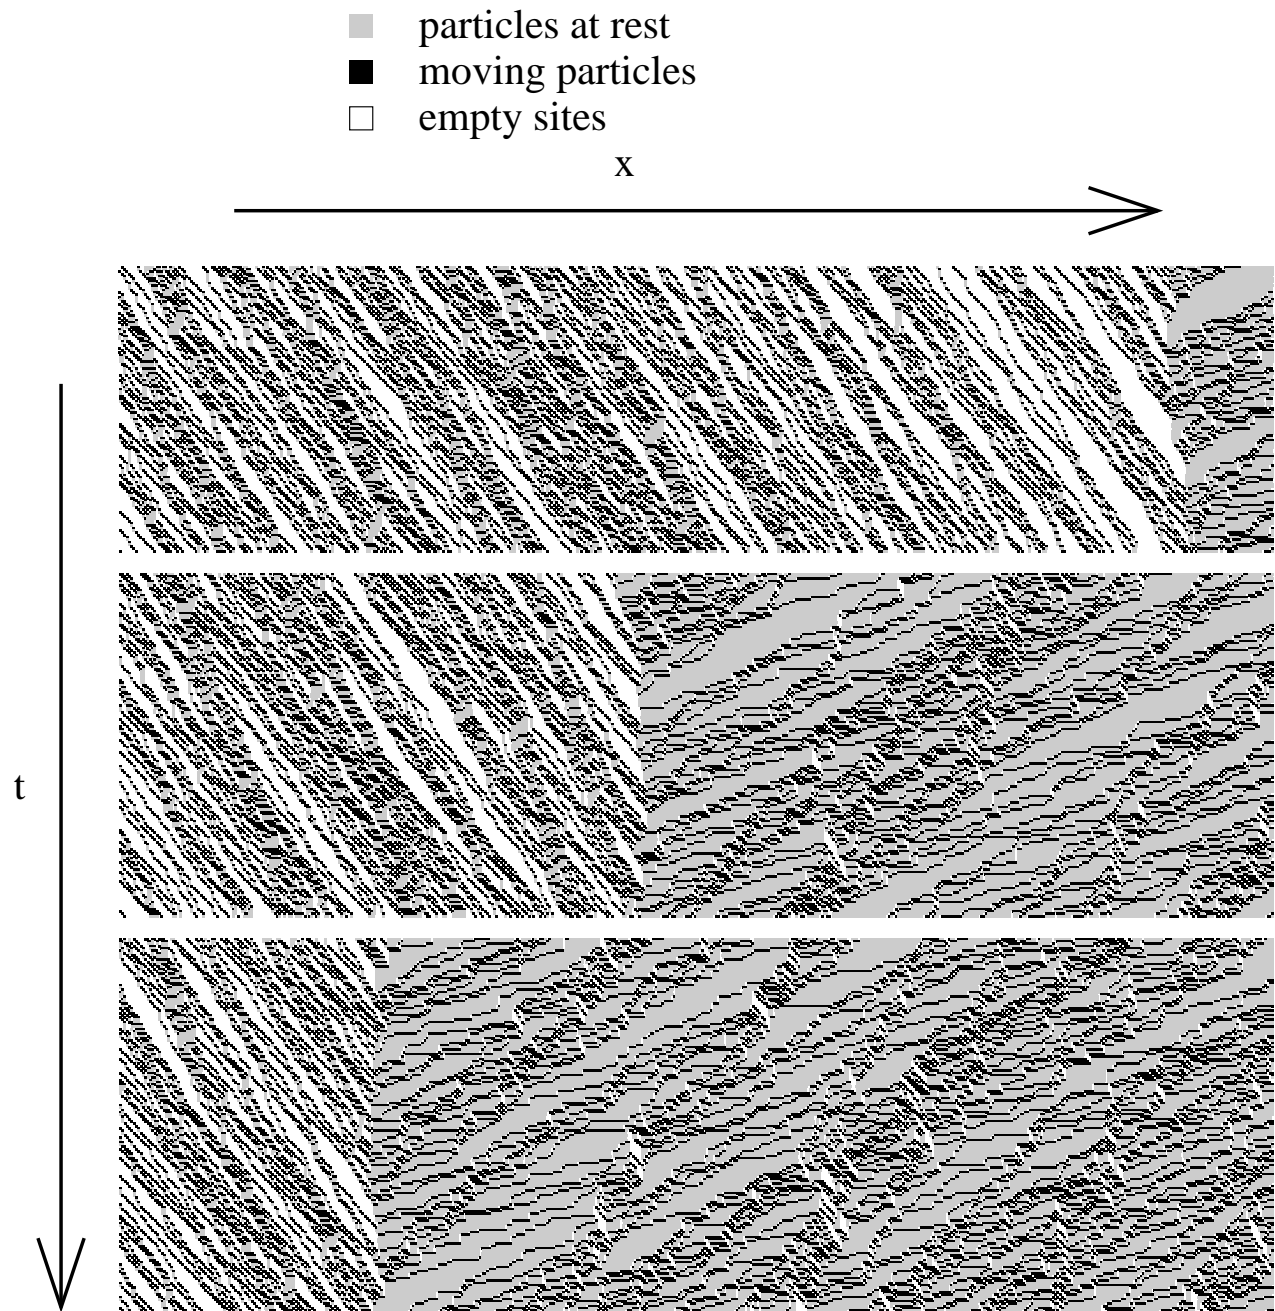 particles at rest
moving particles
empty sites
x
t